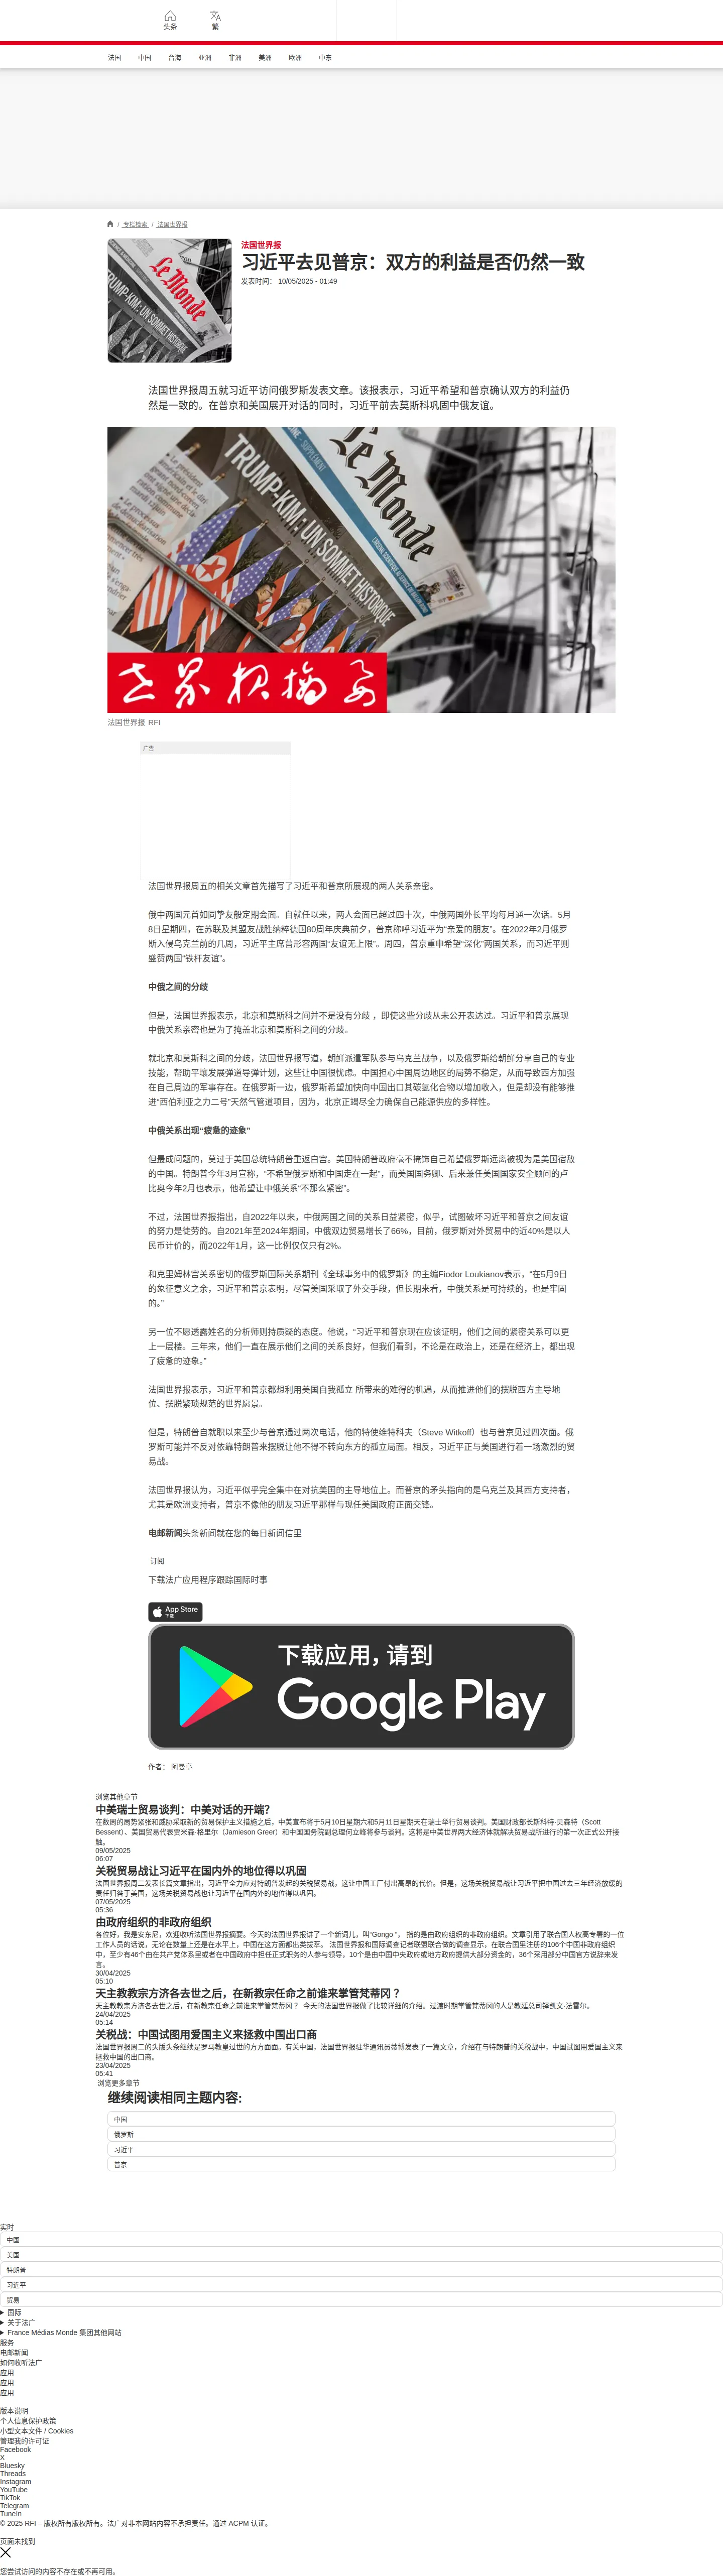 头条
繁
法国 中国 台海 亚洲 非洲 美洲 欧洲 中东
/ 专栏检索 / 法国世界报
法国世界报
习近平去见普京：双方的利益是否仍然一致
发表时间： 10/05/2025 - 01:49
法国世界报周五就习近平访问俄罗斯发表文章。该报表示，习近平希望和普京确认双方的利益仍
然是一致的。在普京和美国展开对话的同时，习近平前去莫斯科巩固中俄友谊。
Le Monde
TRUMP-KIM : UN SOMMET HISTORIQUE
世界报摘要
法国世界报 RFI
广告
法国世界报周五的相关文章首先描写了习近平和普京所展现的两人关系亲密。
俄中两国元首如同挚友般定期会面。自就任以来，两人会面已超过四十次，中俄两国外长平均每月通一次话。5月
8日星期四，在苏联及其盟友战胜纳粹德国80周年庆典前夕，普京称呼习近平为“亲爱的朋友”。在2022年2月俄罗
斯入侵乌克兰前的几周，习近平主席曾形容两国“友谊无上限”。周四，普京重申希望“深化”两国关系，而习近平则
盛赞两国“铁杆友谊”。
中俄之间的分歧
但是，法国世界报表示，北京和莫斯科之间并不是没有分歧 ，即使这些分歧从未公开表达过。习近平和普京展现
中俄关系亲密也是为了掩盖北京和莫斯科之间的分歧。
就北京和莫斯科之间的分歧，法国世界报写道，朝鲜派遣军队参与乌克兰战争，以及俄罗斯给朝鲜分享自己的专业
技能，帮助平壤发展弹道导弹计划，这些让中国很忧虑。中国担心中国周边地区的局势不稳定，从而导致西方加强
在自己周边的军事存在。在俄罗斯一边，俄罗斯希望加快向中国出口其碳氢化合物以增加收入，但是却没有能够推
进“西伯利亚之力二号”天然气管道项目，因为，北京正竭尽全力确保自己能源供应的多样性。
中俄关系出现“疲惫的迹象”
但最成问题的，莫过于美国总统特朗普重返白宫。美国特朗普政府毫不掩饰自己希望俄罗斯远离被视为是美国宿敌
的中国。特朗普今年3月宣称，“不希望俄罗斯和中国走在一起”，而美国国务卿、后来兼任美国国家安全顾问的卢
比奥今年2月也表示，他希望让中俄关系“不那么紧密”。
不过，法国世界报指出，自2022年以来，中俄两国之间的关系日益紧密，似乎，试图破坏习近平和普京之间友谊
的努力是徒劳的。自2021年至2024年期间，中俄双边贸易增长了66%，目前，俄罗斯对外贸易中的近40%是以人
民币计价的，而2022年1月，这一比例仅仅只有2%。
和克里姆林宫关系密切的俄罗斯国际关系期刊《全球事务中的俄罗斯》的主编Fiodor Loukianov表示，“在5月9日
的象征意义之余，习近平和普京表明，尽管美国采取了外交手段，但长期来看，中俄关系是可持续的，也是牢固
的。”
另一位不愿透露姓名的分析师则持质疑的态度。他说，“习近平和普京现在应该证明，他们之间的紧密关系可以更
上一层楼。三年来，他们一直在展示他们之间的关系良好，但我们看到，不论是在政治上，还是在经济上，都出现
了疲惫的迹象。”
法国世界报表示，习近平和普京都想利用美国自我孤立 所带来的难得的机遇，从而推进他们的摆脱西方主导地
位、摆脱繁琐规范的世界愿景。
但是，特朗普自就职以来至少与普京通过两次电话，他的特使维特科夫（Steve Witkoff）也与普京见过四次面。俄
罗斯可能并不反对依靠特朗普来摆脱让他不得不转向东方的孤立局面。相反，习近平正与美国进行着一场激烈的贸
易战。
法国世界报认为，习近平似乎完全集中在对抗美国的主导地位上。而普京的矛头指向的是乌克兰及其西方支持者，
尤其是欧洲支持者，普京不像他的朋友习近平那样与现任美国政府正面交锋。
电邮新闻头条新闻就在您的每日新闻信里
订阅
下载法广应用程序跟踪国际时事
App Store
下载
下载应用，请到
Google Play
作者： 阿曼亭
浏览其他章节
中美瑞士贸易谈判：中美对话的开端？
在数周的局势紧张和威胁采取新的贸易保护主义措施之后，中美宣布将于5月10日星期六和5月11日星期天在瑞士举行贸易谈判。美国财政部长斯科特·贝森特（Scott
Bessent）、美国贸易代表贾米森·格里尔（Jamieson Greer）和中国国务院副总理何立峰将参与谈判。这将是中美世界两大经济体就解决贸易战所进行的第一次正式公开接
触。
09/05/2025
06:07
关税贸易战让习近平在国内外的地位得以巩固
法国世界报周二发表长篇文章指出，习近平全力应对特朗普发起的关税贸易战，这让中国工厂付出高昂的代价。但是，这场关税贸易战让习近平把中国过去三年经济放缓的
责任归咎于美国，这场关税贸易战也让习近平在国内外的地位得以巩固。
07/05/2025
05:36
由政府组织的非政府组织
各位好，我是安东尼，欢迎收听法国世界报摘要。今天的法国世界报讲了一个新词儿，叫“Gongo ”， 指的是由政府组织的非政府组织。文章引用了联合国人权高专署的一位
工作人员的话说，无论在数量上还是在水平上，中国在这方面都出类拔萃。 法国世界报和国际调查记者联盟联合做的调查显示，在联合国里注册的106个中国非政府组织
中，至少有46个由在共产党体系里或者在中国政府中担任正式职务的人参与领导，10个是由中国中央政府或地方政府提供大部分资金的，36个采用部分中国官方说辞来发
言。
30/04/2025
05:10
天主教教宗方济各去世之后，在新教宗任命之前谁来掌管梵蒂冈 ？
天主教教宗方济各去世之后，在新教宗任命之前谁来掌管梵蒂冈？ 今天的法国世界报做了比较详细的介绍。过渡时期掌管梵蒂冈的人是教廷总司铎凯文·法雷尔。
24/04/2025
05:14
关税战：中国试图用爱国主义来拯救中国出口商
法国世界报周二的头版头条继续是罗马教皇过世的方方面面。有关中国，法国世界报驻华通讯员蒂博发表了一篇文章，介绍在与特朗普的关税战中，中国试图用爱国主义来
拯救中国的出口商。
23/04/2025
05:41
浏览更多章节
继续阅读相同主题内容:
中国
俄罗斯
习近平
普京
实时
中国
美国
特朗普
习近平
贸易
国际
关于法广
France Médias Monde 集团其他网站
服务
电邮新闻
如何收听法广
应用
应用
应用
版本说明
个人信息保护政策
小型文本文件 / Cookies
管理我的许可证
Facebook
X
Bluesky
Threads
Instagram
YouTube
TikTok
Telegram
TuneIn
© 2025 RFI – 版权所有版权所有。法广对非本网站内容不承担责任。通过 ACPM 认证。
页面未找到
您尝试访问的内容不存在或不再可用。